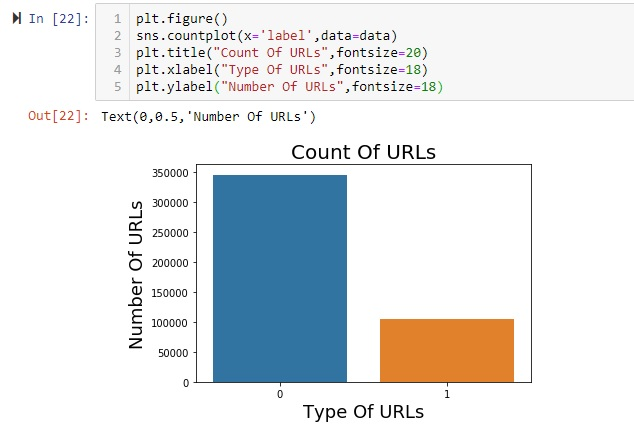 In [22]:
1 plt.figure()
2 sns.countplot(x='label',data=data)
3 plt.title("Count Of URLs",fontsize=20)
4 plt.xlabel("Type Of URLs",fontsize=18)
5 plt.ylabel("Number Of URLs",fontsize=18)
Out[22]: Text(0,0.5,'Number Of URLs')
Count Of URLs
Number Of URLs
350000
300000
250000
200000
150000
100000
50000
0
0 1
Type Of URLs